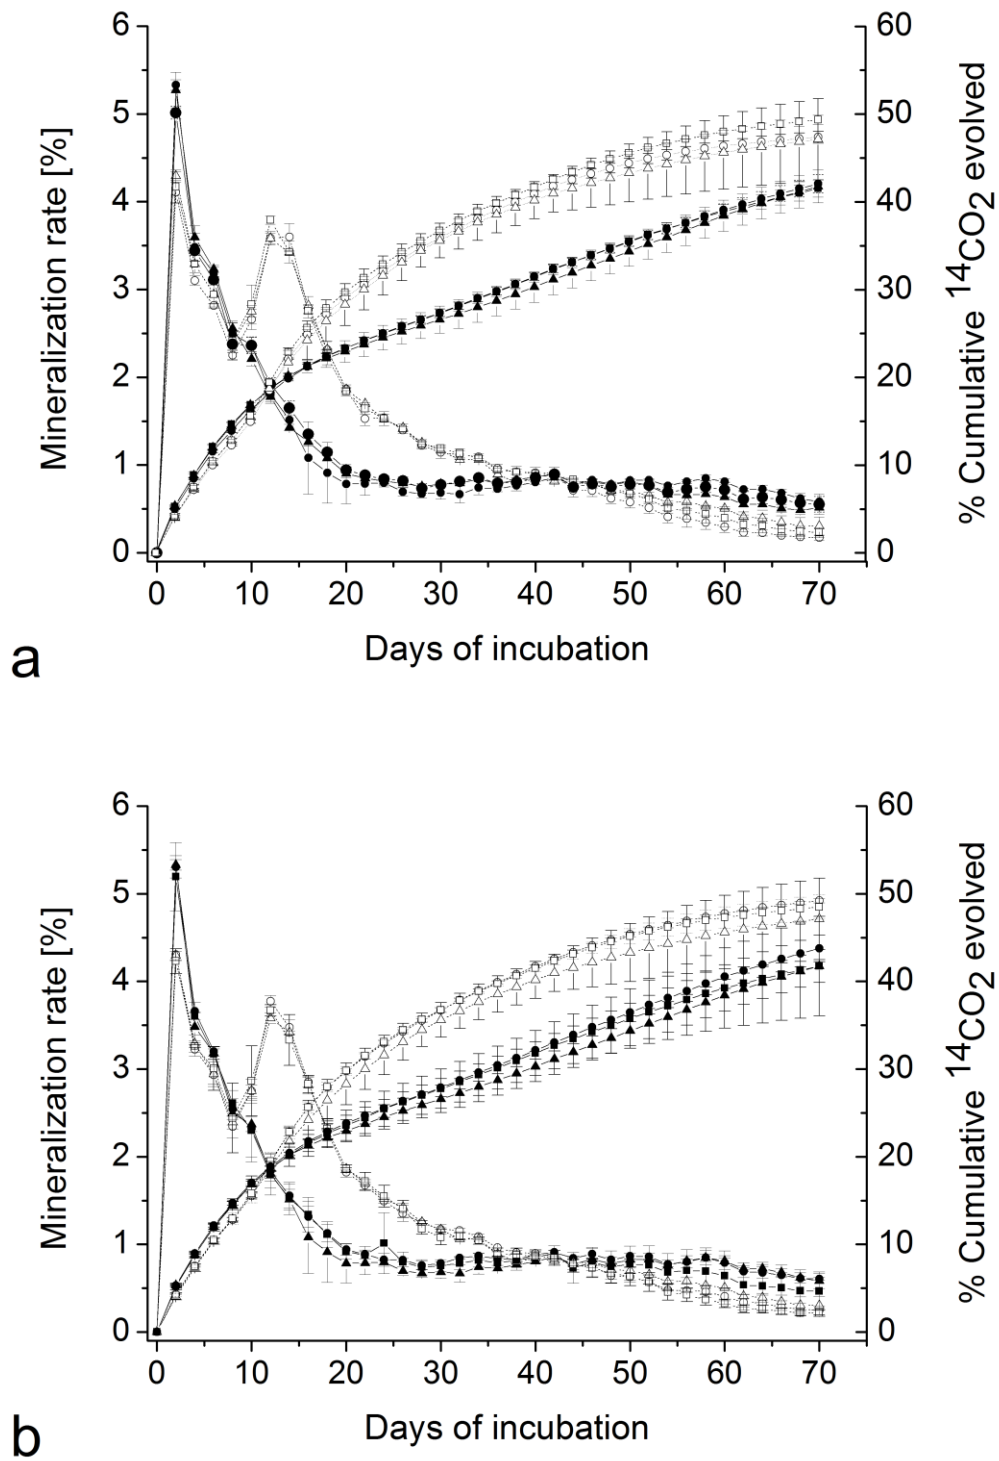 6
5
4
3
2
1
0
Mineralization rate [%]
60
50
40
30
20
10
0
% Cumulative ¹⁴CO₂ evolved
0 10 20 30 40 50 60 70
Days of incubation
a
6
5
4
3
2
1
0
Mineralization rate [%]
60
50
40
30
20
10
0
% Cumulative ¹⁴CO₂ evolved
0 10 20 30 40 50 60 70
Days of incubation
b